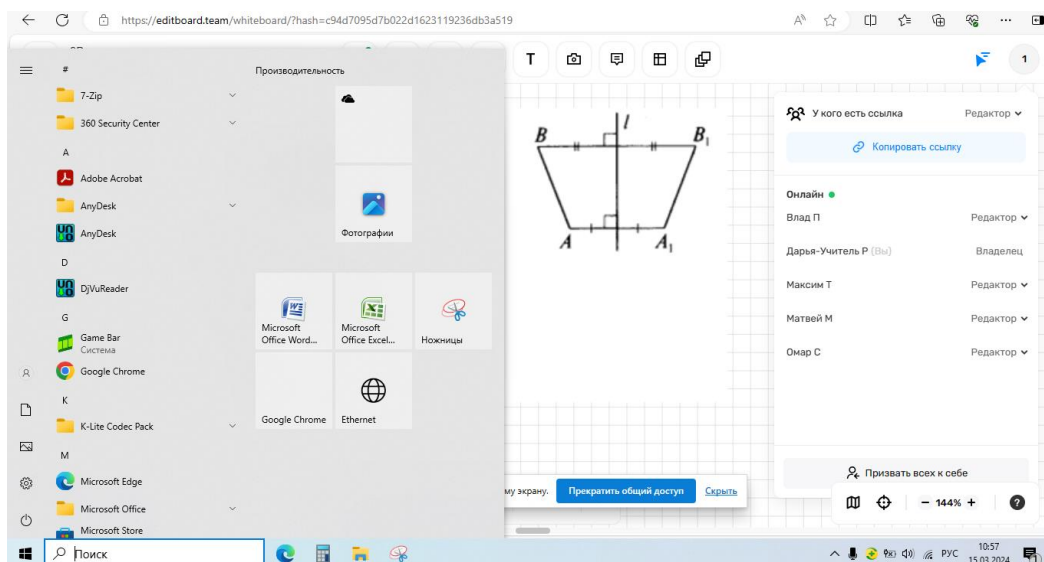 https://editboard.team/whiteboard/?hash=c94d7095d7b022d1623119236db3a519
#
7-Zip
360 Security Center
A
Adobe Acrobat
AnyDesk
AnyDesk
D
DjVuReader
G
Game Bar
Система
Google Chrome
K
K-Lite Codec Pack
M
Microsoft Edge
Microsoft Office
Microsoft Store
Производительность
Фотографии
Microsoft
Office Word...
Microsoft
Office Excel...
Ножницы
Google Chrome
Ethernet
T
l
B
B₁
A
A₁
1
У кого есть ссылка
Редактор
Копировать ссылку
Онлайн
Влад П
Редактор
Дарья-Учитель Р (Вы)
Владелец
Максим Т
Редактор
Матвей М
Редактор
Омар С
Редактор
Призвать всех к себе
му экрану.
Прекратить общий доступ
Скрыть
− 144% +
?
Поиск
РУС
10:57
15.03.2024